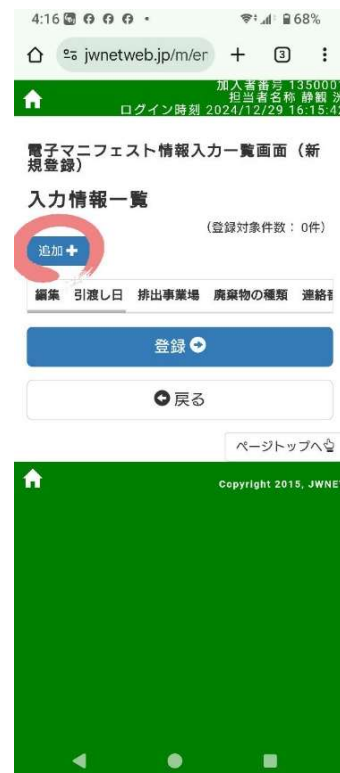 4:16
68%
jwnetweb.jp/m/er
3
加入者番号 135000
担当者名称 静観
ログイン時刻 2024/12/29 16:15:42
電子マニフェスト情報入力一覧画面（新
規登録）
入力情報一覧
（登録対象件数： 0件）
追加
編集 引渡し日 排出事業場 廃棄物の種類 連絡
登録
戻る
ページトップへ
Copyright 2015, JWNE